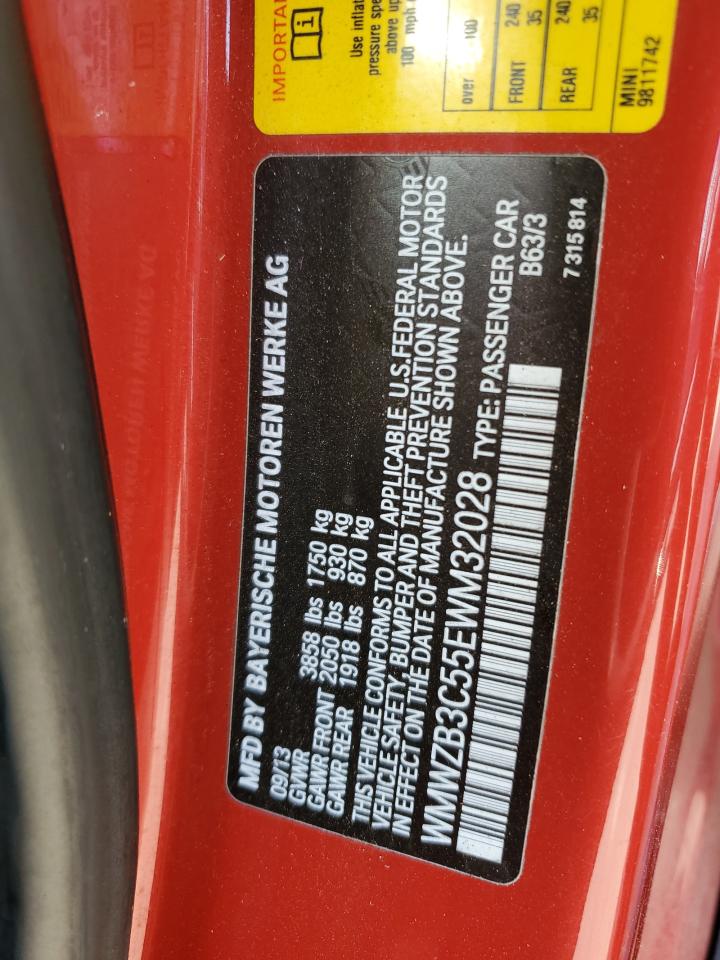 IMPORTAN
Use infla
pressure spe
above up
100 mph
over 100
FRONT 240 35
REAR 240 35
MINI
9811742
MFD BY BAYERISCHE MOTOREN WERKE AG
09/13
GVWR 3858 lbs 1750 kg
GAWR FRONT 2050 lbs 930 kg
GAWR REAR 1918 lbs 870 kg
THIS VEHICLE CONFORMS TO ALL APPLICABLE U.S.FEDERAL MOTOR
VEHICLE SAFETY, BUMPER AND THEFT PREVENTION STANDARDS
IN EFFECT ON THE DATE OF MANUFACTURE SHOWN ABOVE.
WMWZB3C55EWM32028 TYPE: PASSENGER CAR
B63/3
7 315 814